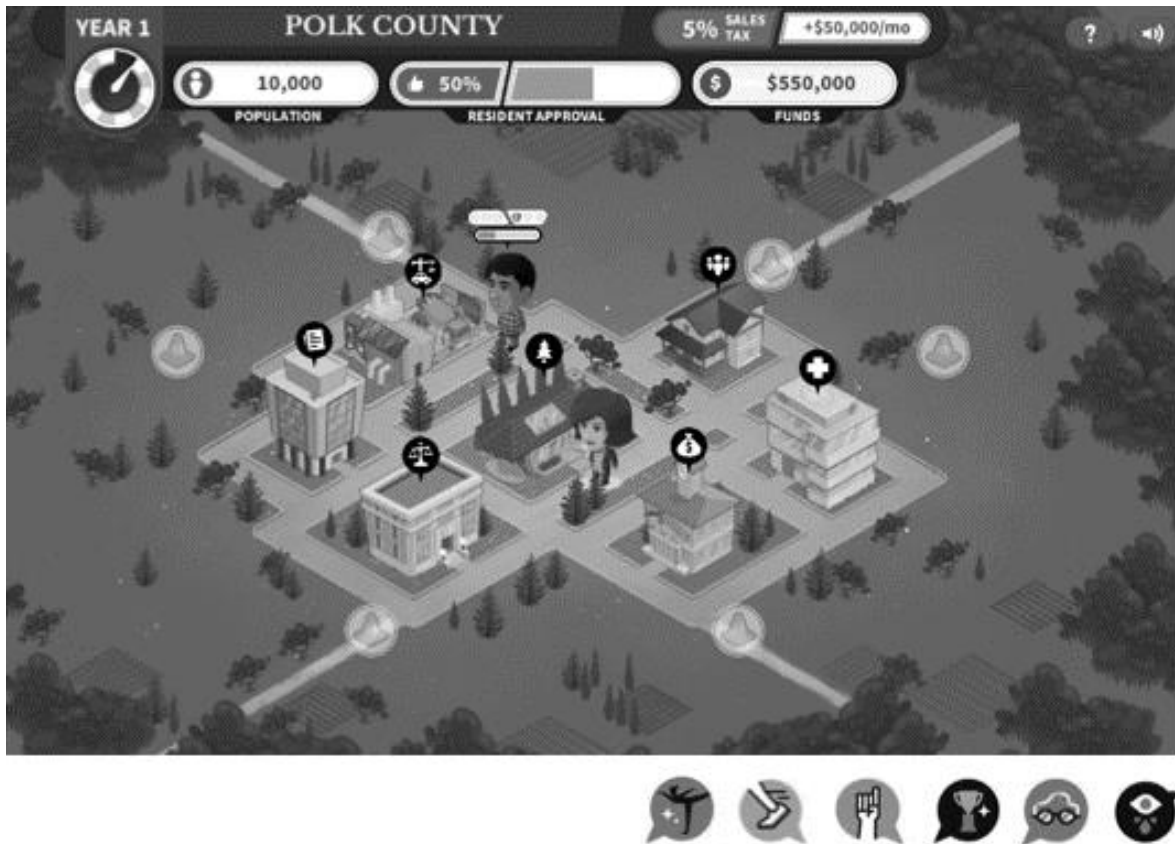 YEAR 1
POLK COUNTY
5% SALES TAX
+$50,000/mo
?
10,000
50%
$
$550,000
POPULATION
RESIDENT APPROVAL
FUNDS
$